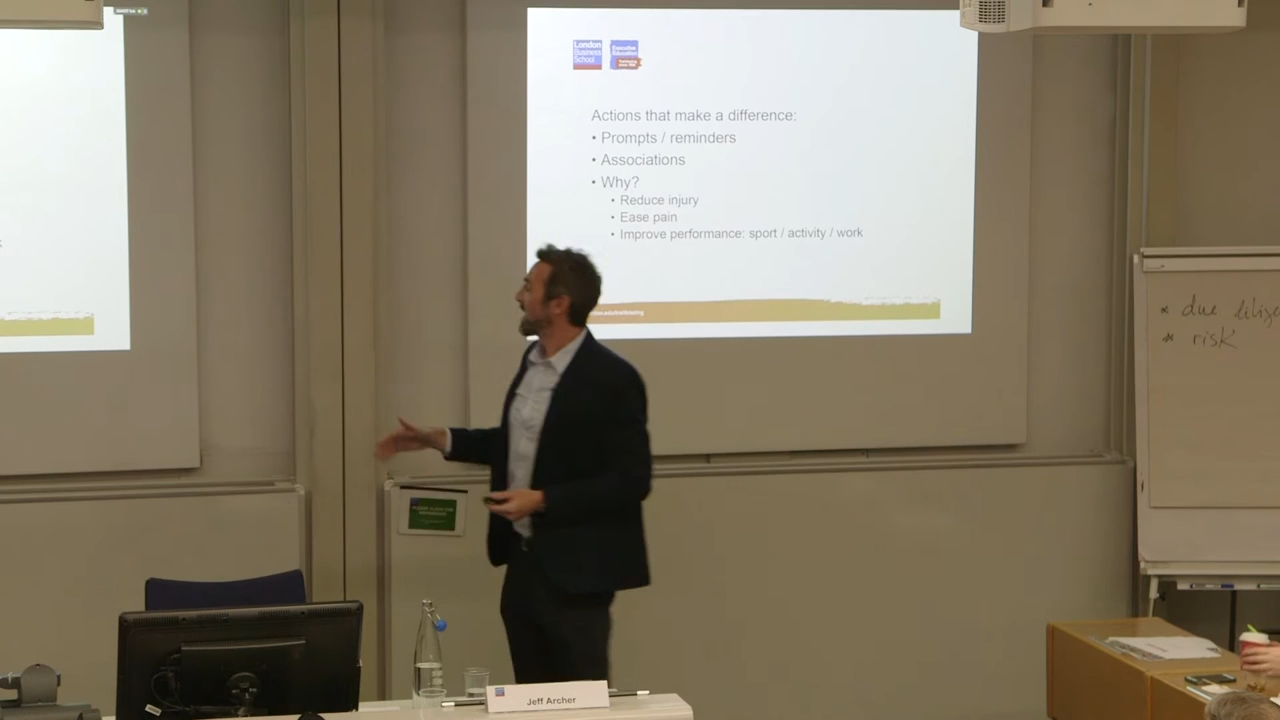 London
Business
School
Executive
Education
Actions that make a difference:
• Prompts / reminders
• Associations
• Why?
• Reduce injury
• Ease pain
• Improve performance: sport / activity / work
* due
* risk
Jeff Archer